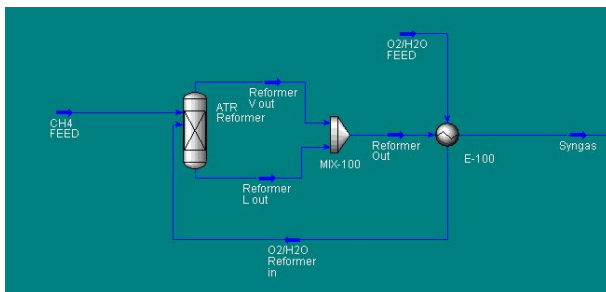 O2/H2O
FEED
CH4
FEED
ATR
Reformer
Reformer
V out
MIX-100
Reformer
Out
E-100
Syngas
Reformer
L out
O2/H2O
Reformer
in